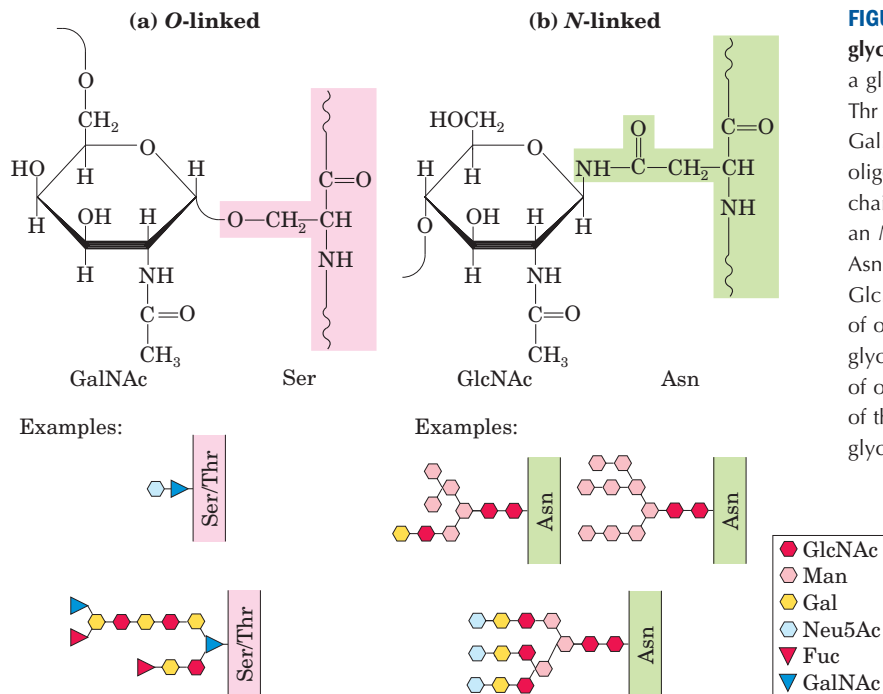 (a) O-linked
(b) N-linked
FIGU
glyc
a gl
Thr
Gal
oligo
chai
an N
Asn
Glc
of o
glyc
of o
of th
glyc
O
CH₂
O
HO
H
H
H
OH
H
H
H
NH
C=O
CH₃
GalNAc
O—CH₂—CH
C=O
NH
Ser
HOCH₂
O
H
H
H
O
OH
H
H
H
NH
C=O
CH₃
GlcNAc
O
NH—C—CH₂—CH
C=O
NH
Asn
Examples:
Examples:
Ser/Thr
Asn
Asn
Ser/Thr
Asn
GlcNAc
Man
Gal
Neu5Ac
Fuc
GalNAc